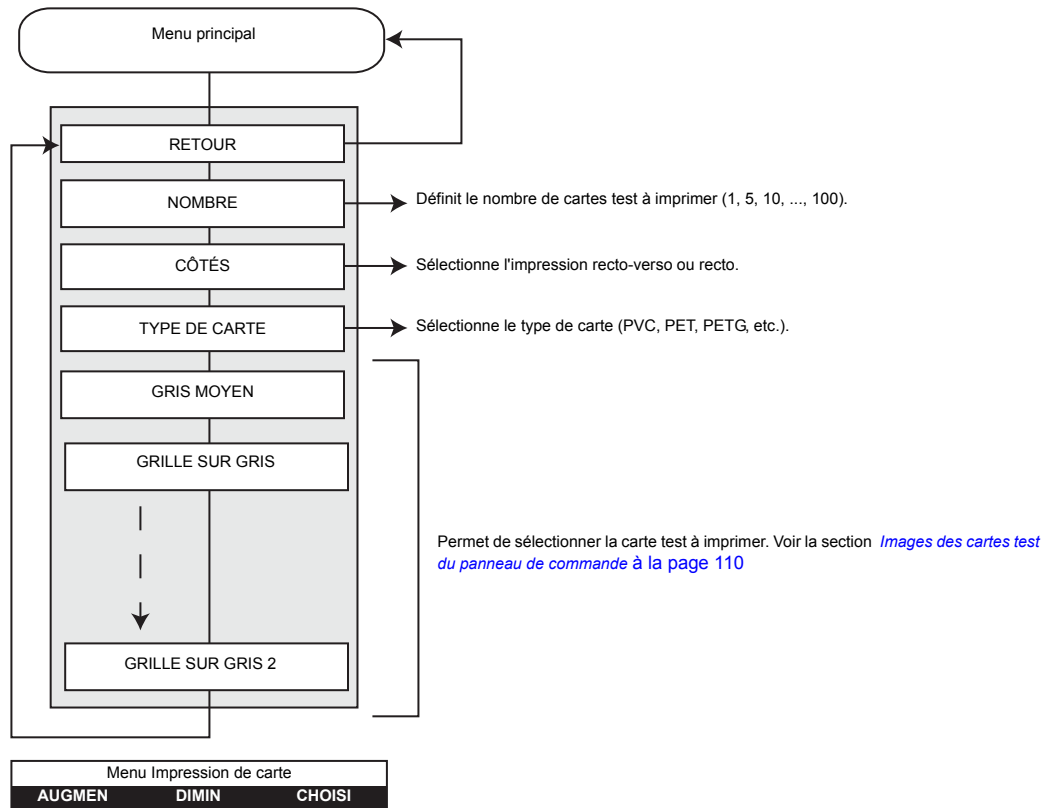 Menu principal
RETOUR
NOMBRE
Définit le nombre de cartes test à imprimer (1, 5, 10, ..., 100).
CÔTÉS
Sélectionne l'impression recto-verso ou recto.
TYPE DE CARTE
Sélectionne le type de carte (PVC, PET, PETG, etc.).
GRIS MOYEN
GRILLE SUR GRIS
Permet de sélectionner la carte test à imprimer. Voir la section Images des cartes test
du panneau de commande à la page 110
GRILLE SUR GRIS 2
Menu Impression de carte
AUGMEN DIMIN CHOISI